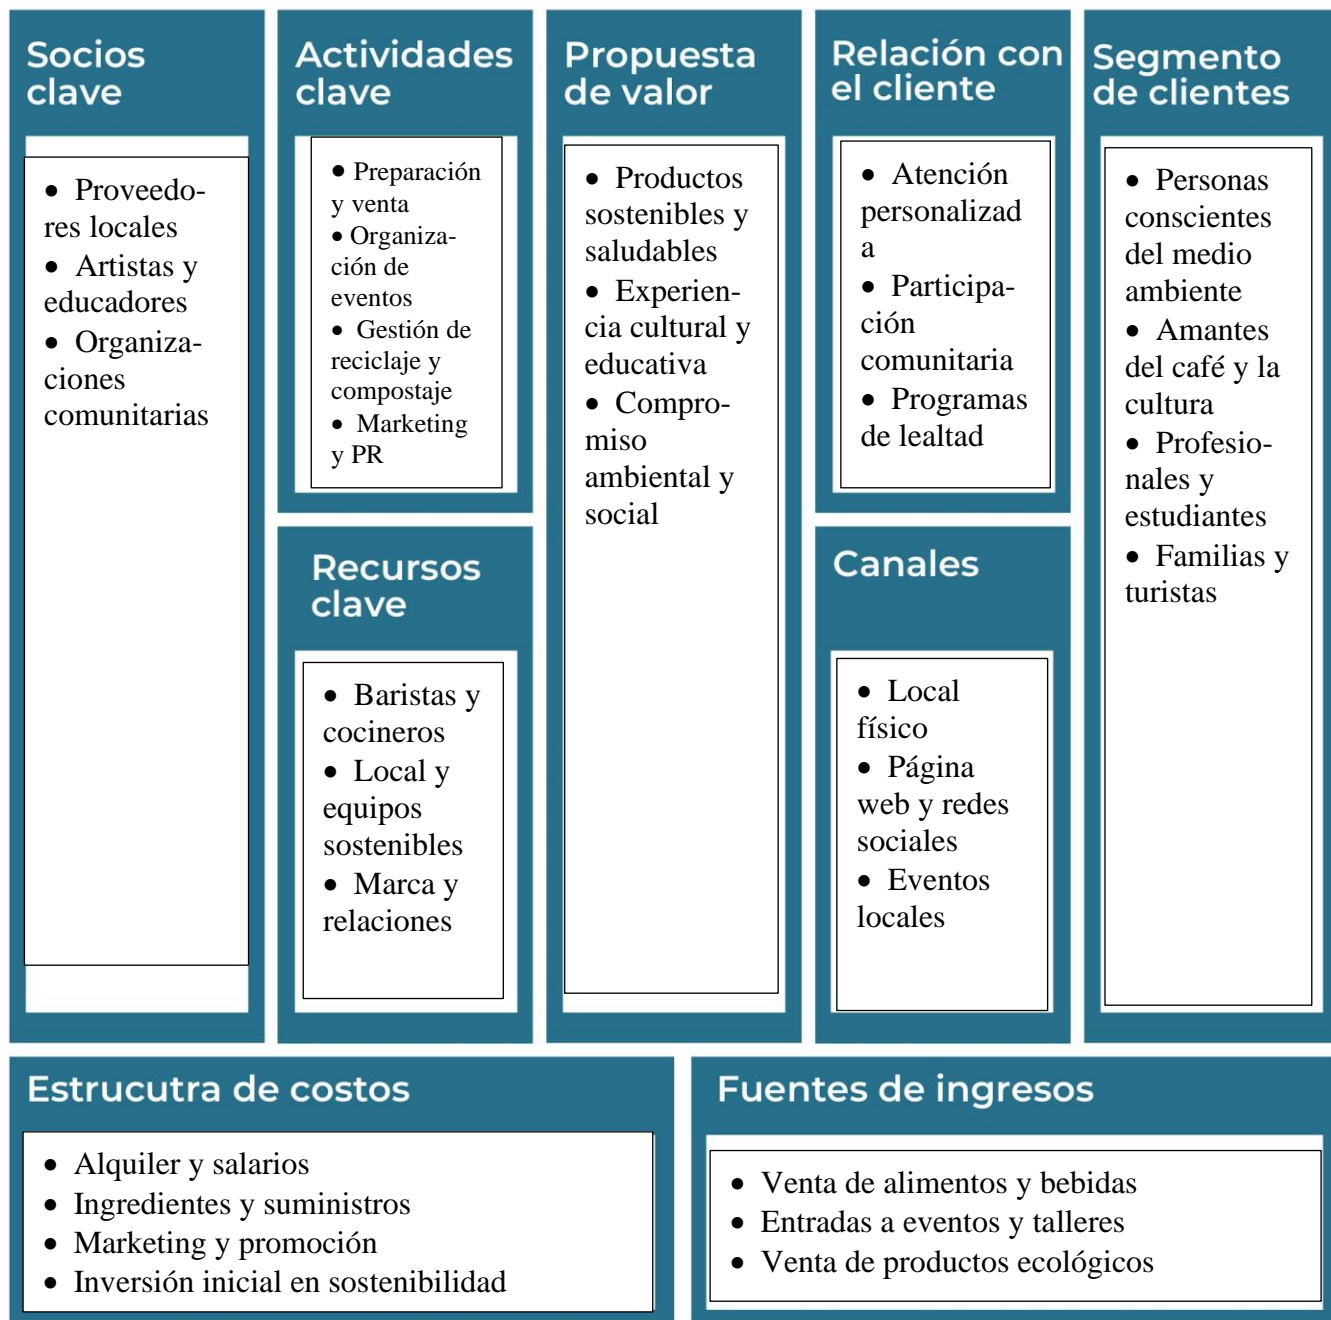 Socios
clave
• Proveedo-
res locales
• Artistas y
educadores
• Organiza-
ciones
comunitarias
Actividades
clave
• Preparación
y venta
• Organiza-
ción de
eventos
• Gestión de
reciclaje y
compostaje
• Marketing
y PR
Recursos
clave
• Baristas y
cocineros
• Local y
equipos
sostenibles
• Marca y
relaciones
Propuesta
de valor
• Productos
sostenibles y
saludables
• Experien-
cia cultural y
educativa
• Compro-
miso
ambiental y
social
Relación con
el cliente
• Atención
personalizad
a
• Participa-
ción
comunitaria
• Programas
de lealtad
Canales
• Local
físico
• Página
web y redes
sociales
• Eventos
locales
Segmento
de clientes
• Personas
conscientes
del medio
ambiente
• Amantes
del café y la
cultura
• Profesio-
nales y
estudiantes
• Familias y
turistas
Estrucutra de costos
• Alquiler y salarios
• Ingredientes y suministros
• Marketing y promoción
• Inversión inicial en sostenibilidad
Fuentes de ingresos
• Venta de alimentos y bebidas
• Entradas a eventos y talleres
• Venta de productos ecológicos